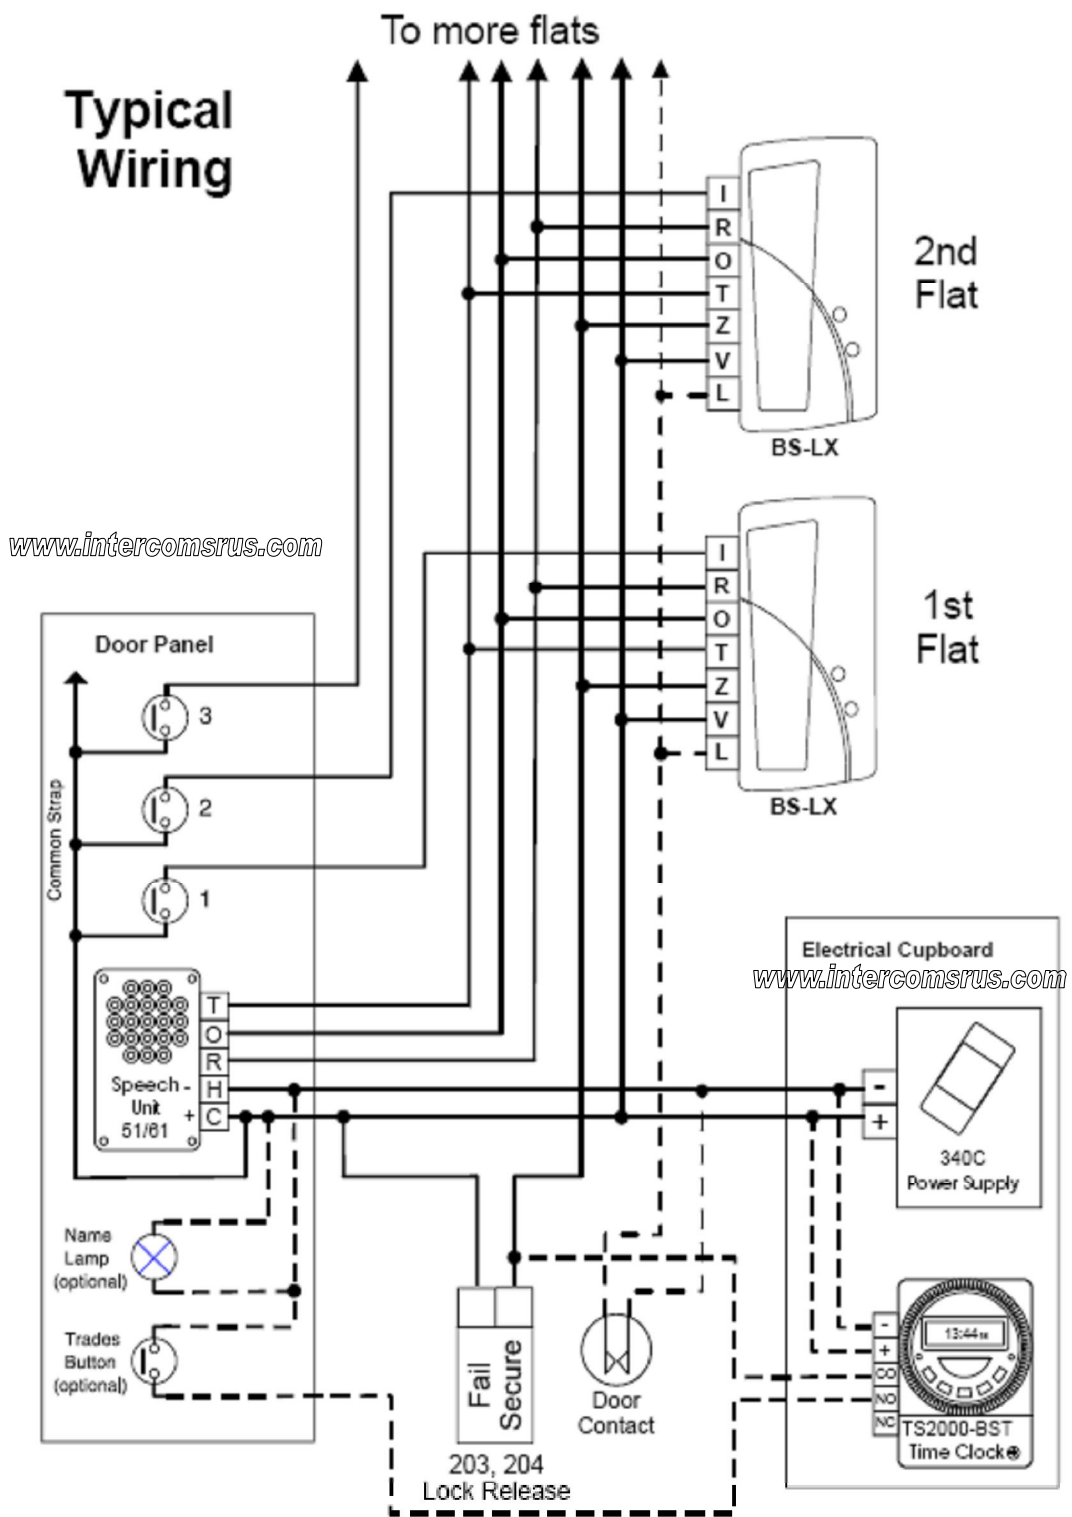 To more flats
Typical
Wiring
I
R
O
T
Z
V
L
2nd
Flat
BS-LX
www.intercomsrus.com
I
R
O
T
Z
V
L
1st
Flat
BS-LX
Door Panel
3
2
1
Common Strap
T
O
R
H
C
Speech -
Unit
+
51/61
Electrical Cupboard
www.intercomsrus.com
-
+
340C
Power Supply
Name
Lamp
(optional)
Trades
Button
(optional)
Fail
Secure
203, 204
Lock Release
Door
Contact
-
+
CO
NO
NC
13:44
TS2000-BST
Time Clock